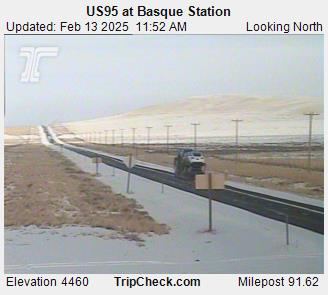 US95 at Basque Station
Updated: Feb 13 2025 11:52 AM Looking North
Elevation 4460 TripCheck.com Milepost 91.62